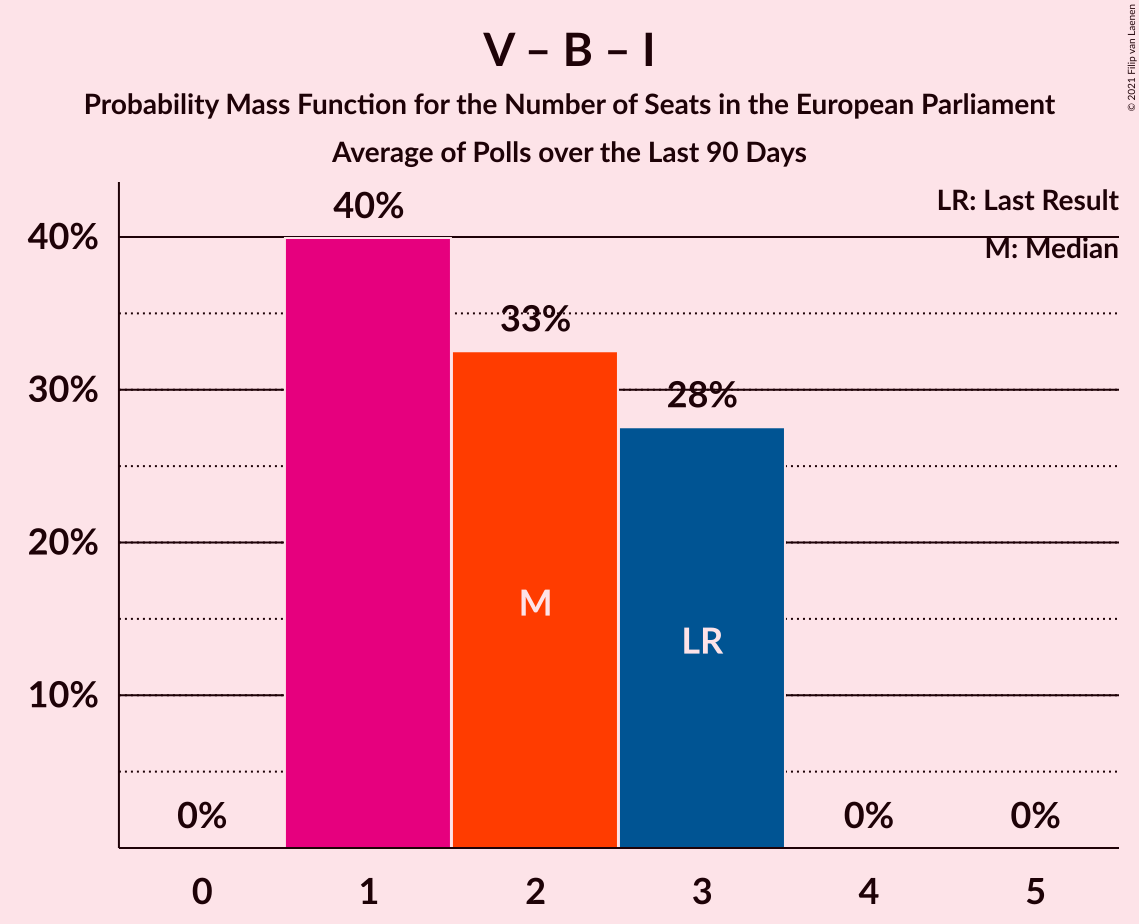 V – B – I
Probability Mass Function for the Number of Seats in the European Parliament
Average of Polls over the Last 90 Days
© 2021 Filip van Laenen
LR: Last Result
M: Median
40%
30%
20%
10%
0%
40%
33%
28%
0%
0%
M
LR
0
1
2
3
4
5